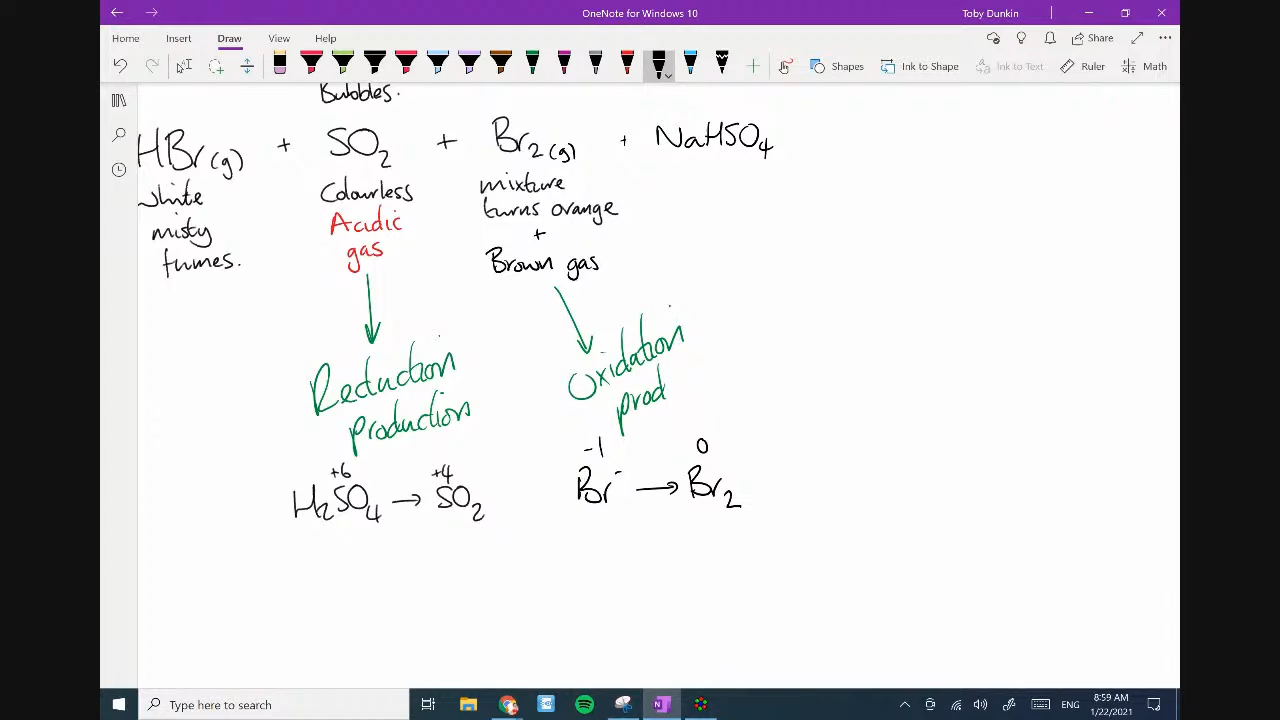 OneNote for Windows 10
Toby Dunkin
Home Insert Draw View Help
Share
Shapes Ink to Shape Ink to Text Ruler Math
Bubbles.
HBr(g) + SO2 + Br2(g) + NaHSO4
white
misty
fumes.
Colourless
Acidic
gas
mixture
turns orange
+
Brown gas
Reduction
production
Oxidation
prod
+6 +4
H2SO4 → SO2
-1 0
Br⁻ → Br2
Type here to search
ENG
8:59 AM
1/22/2021